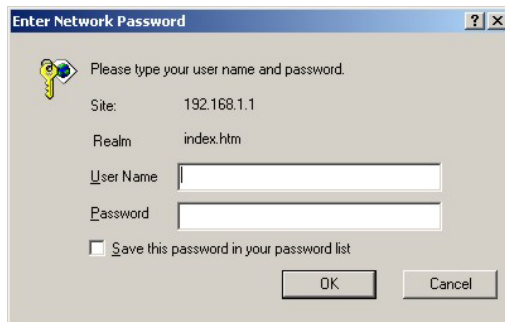 Enter Network Password
Please type your user name and password.
Site: 192.168.1.1
Realm index.htm
User Name
Password
Save this password in your password list
OK Cancel